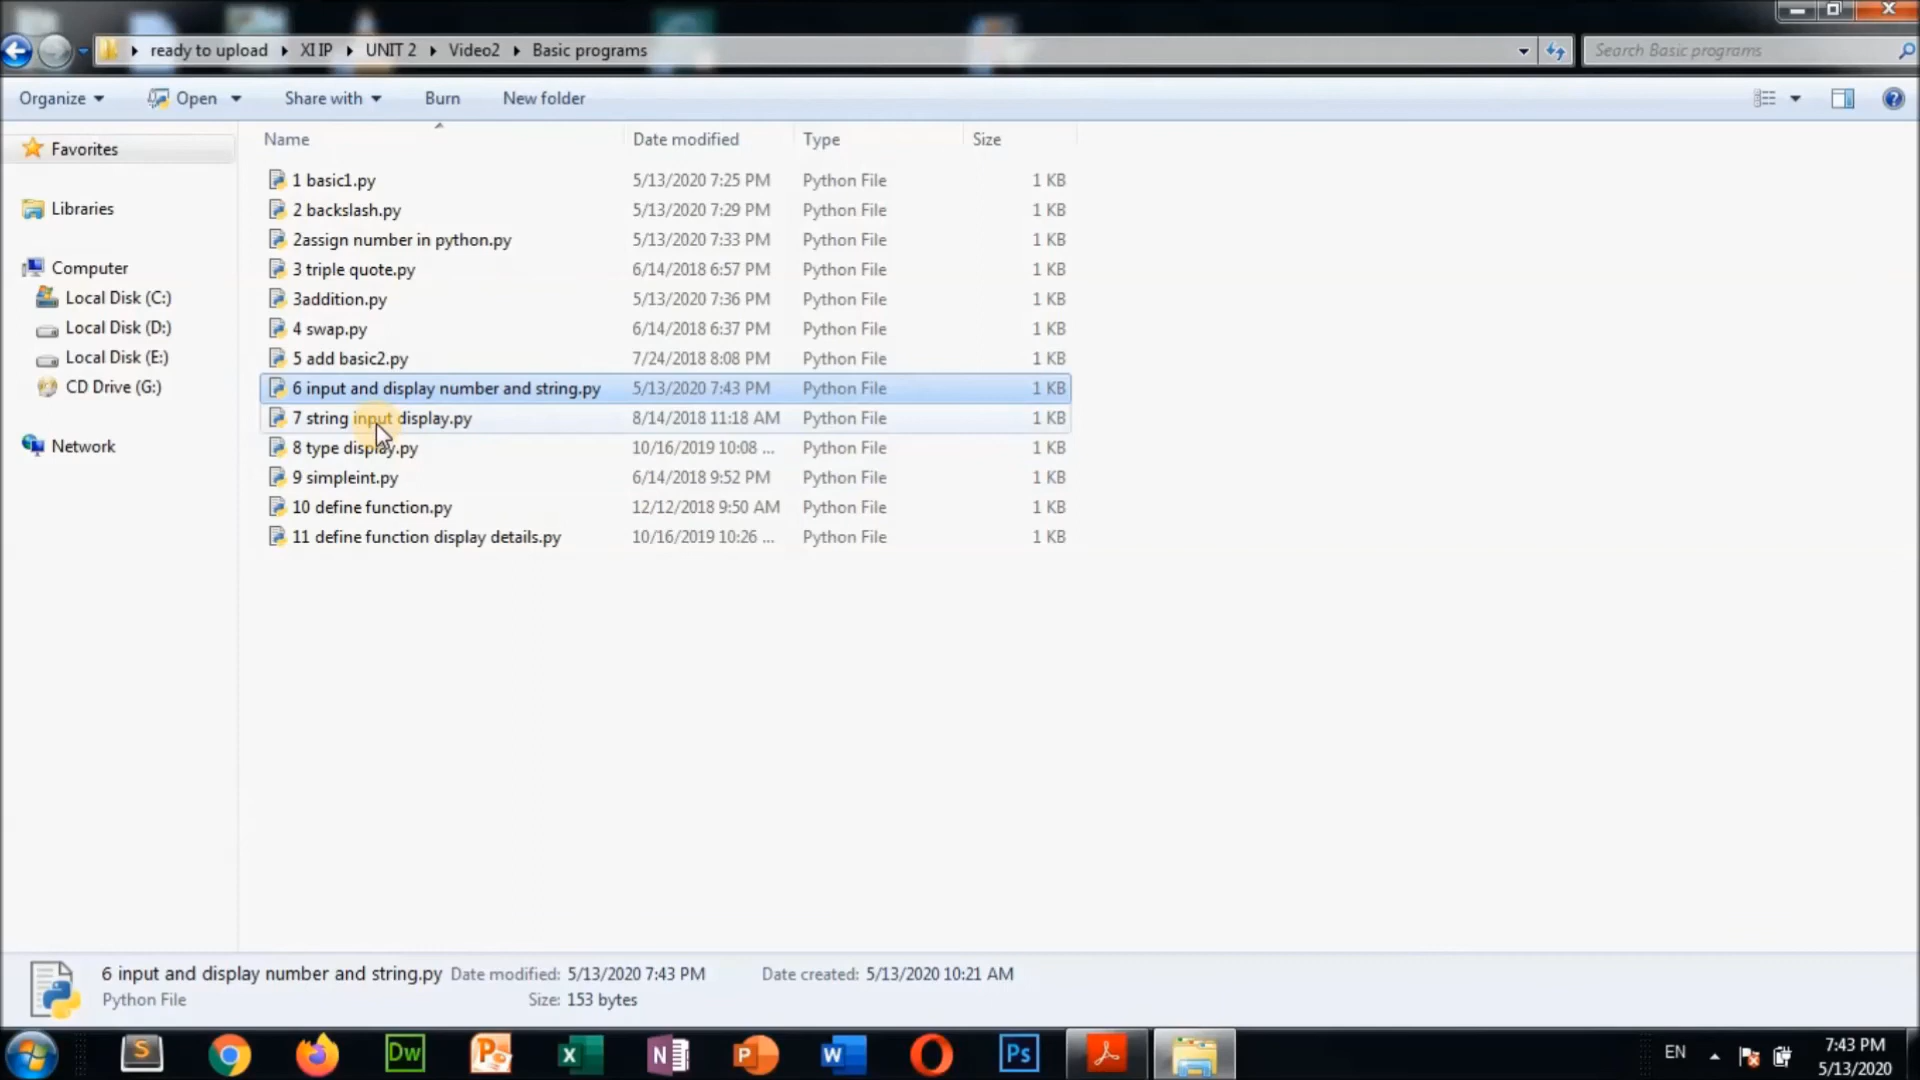 ready to upload XI IP UNIT 2 Video2 Basic programs Search Basic programs
Organize Open Share with Burn New folder
Name Date modified Type Size
Favorites
Libraries
Computer
Local Disk (C:)
Local Disk (D:)
Local Disk (E:)
CD Drive (G:)
Network
1 basic1.py 5/13/2020 7:25 PM Python File 1 KB
2 backslash.py 5/13/2020 7:29 PM Python File 1 KB
2assign number in python.py 5/13/2020 7:33 PM Python File 1 KB
3 triple quote.py 6/14/2018 6:57 PM Python File 1 KB
3addition.py 5/13/2020 7:36 PM Python File 1 KB
4 swap.py 6/14/2018 6:37 PM Python File 1 KB
5 add basic2.py 7/24/2018 8:08 PM Python File 1 KB
6 input and display number and string.py 5/13/2020 7:43 PM Python File 1 KB
7 string input display.py 8/14/2018 11:18 AM Python File 1 KB
8 type display.py 10/16/2019 10:08 ... Python File 1 KB
9 simpleint.py 6/14/2018 9:52 PM Python File 1 KB
10 define function.py 12/12/2018 9:50 AM Python File 1 KB
11 define function display details.py 10/16/2019 10:26 ... Python File 1 KB
6 input and display number and string.py Date modified: 5/13/2020 7:43 PM Date created: 5/13/2020 10:21 AM
Python File Size: 153 bytes
S Dw P X N P W Ps EN 7:43 PM
5/13/2020